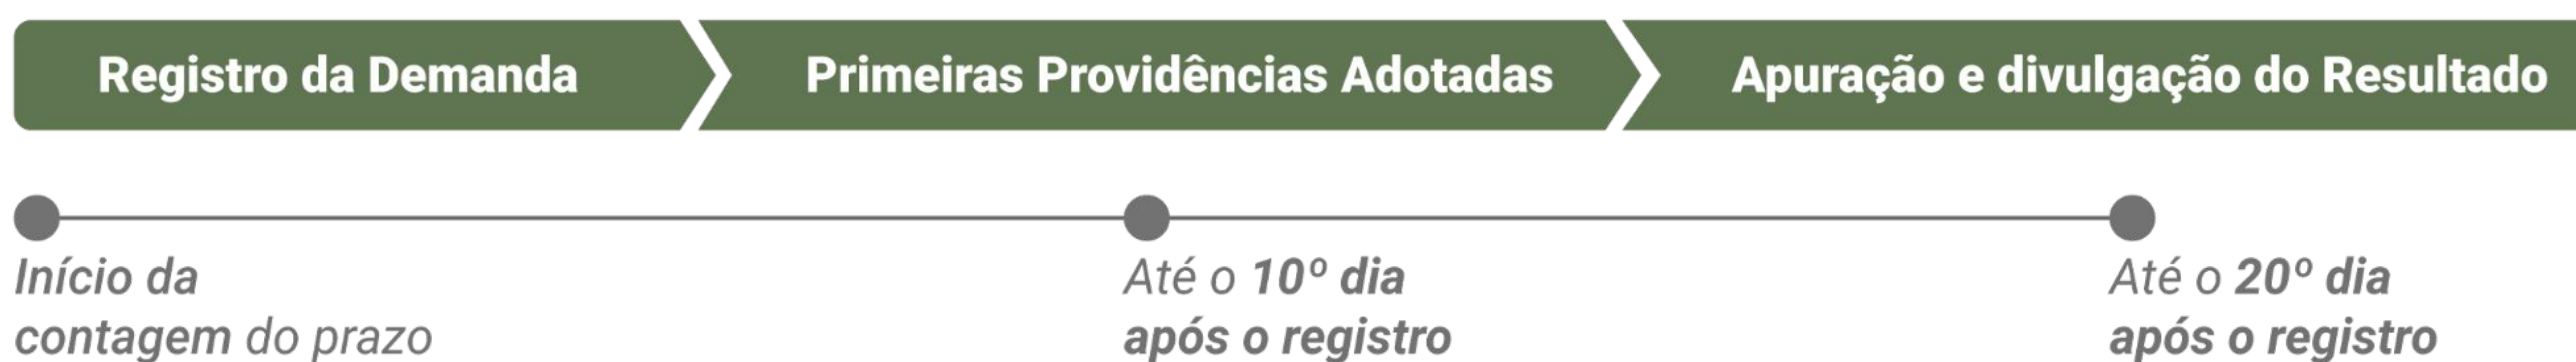 Registro da Demanda
Primeiras Providências Adotadas
Apuração e divulgação do Resultado
Início da
contagem do prazo
Até o 10º dia
após o registro
Até o 20º dia
após o registro